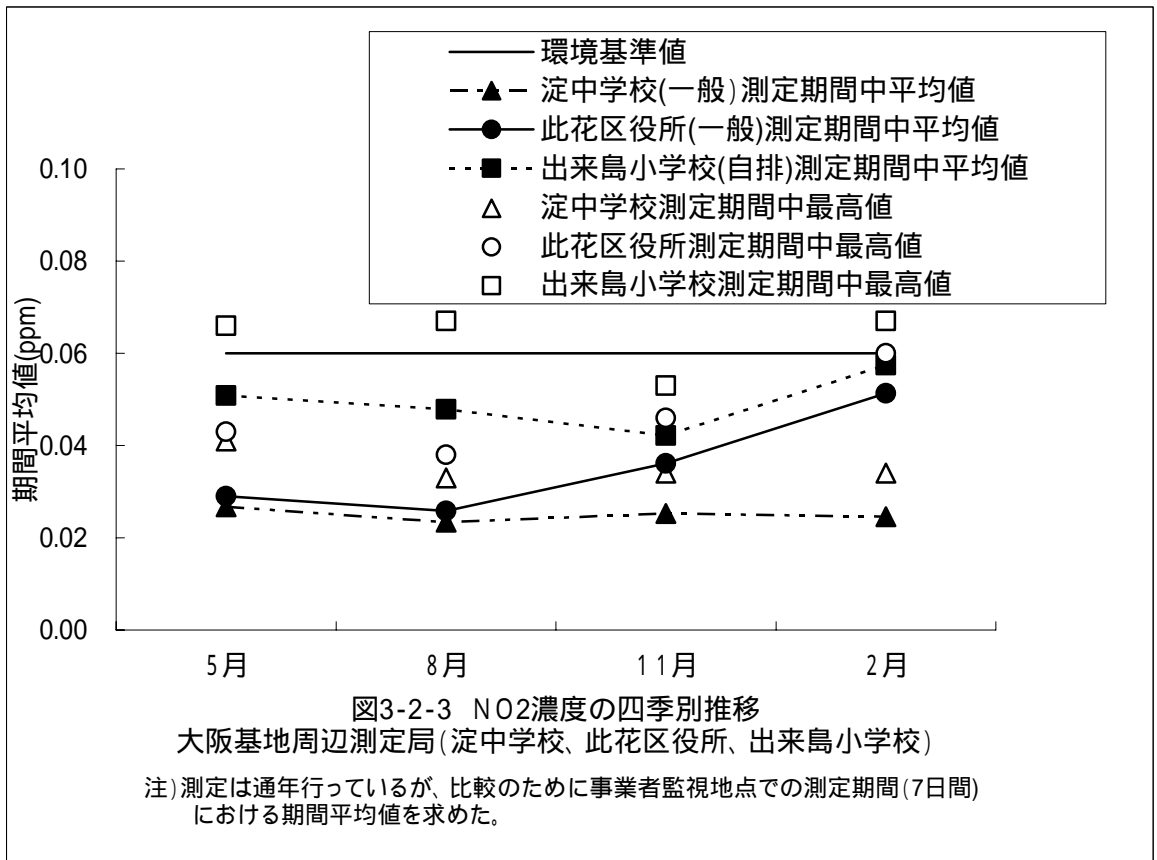 環境基準値
淀中学校(一般)測定期間中平均値
此花区役所(一般)測定期間中平均値
出来島小学校(自排)測定期間中平均値
淀中学校測定期間中最高値
此花区役所測定期間中最高値
出来島小学校測定期間中最高値
期間平均値(ppm)
0.10
0.08
0.06
0.04
0.02
0.00
5月 8月 11月 2月
図3-2-3 NO2濃度の四季別推移
大阪基地周辺測定局(淀中学校、此花区役所、出来島小学校)
注)測定は通年行っているが、比較のために事業者監視地点での測定期間(7日間)
における期間平均値を求めた。